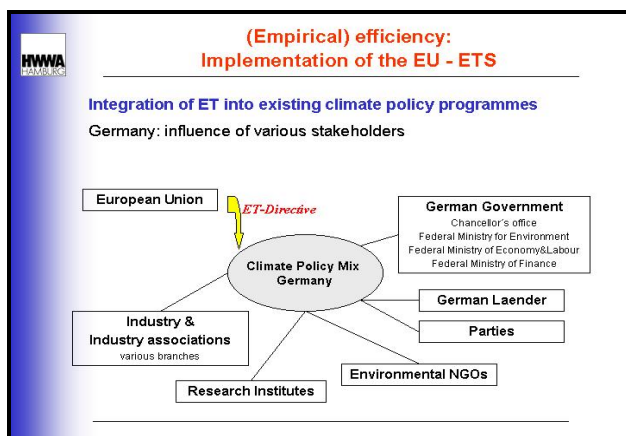 HWWA
HAMBURG
(Empirical) efficiency:
Implementation of the EU - ETS
Integration of ET into existing climate policy programmes
Germany: influence of various stakeholders
European Union
ET-Directive
German Government
Chancellor´s office
Federal Ministry for Environment
Federal Ministry of Economy&Labour
Federal Ministry of Finance
Climate Policy Mix
Germany
German Laender
Parties
Industry &
Industry associations
various branches
Environmental NGOs
Research Institutes